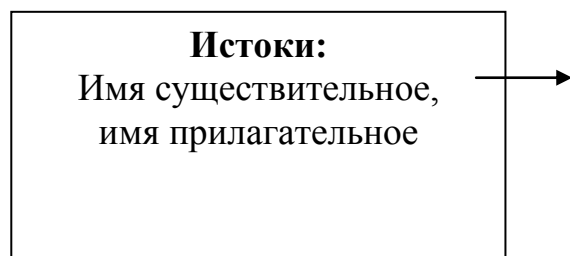 Истоки:
Имя существительное,
имя прилагательное